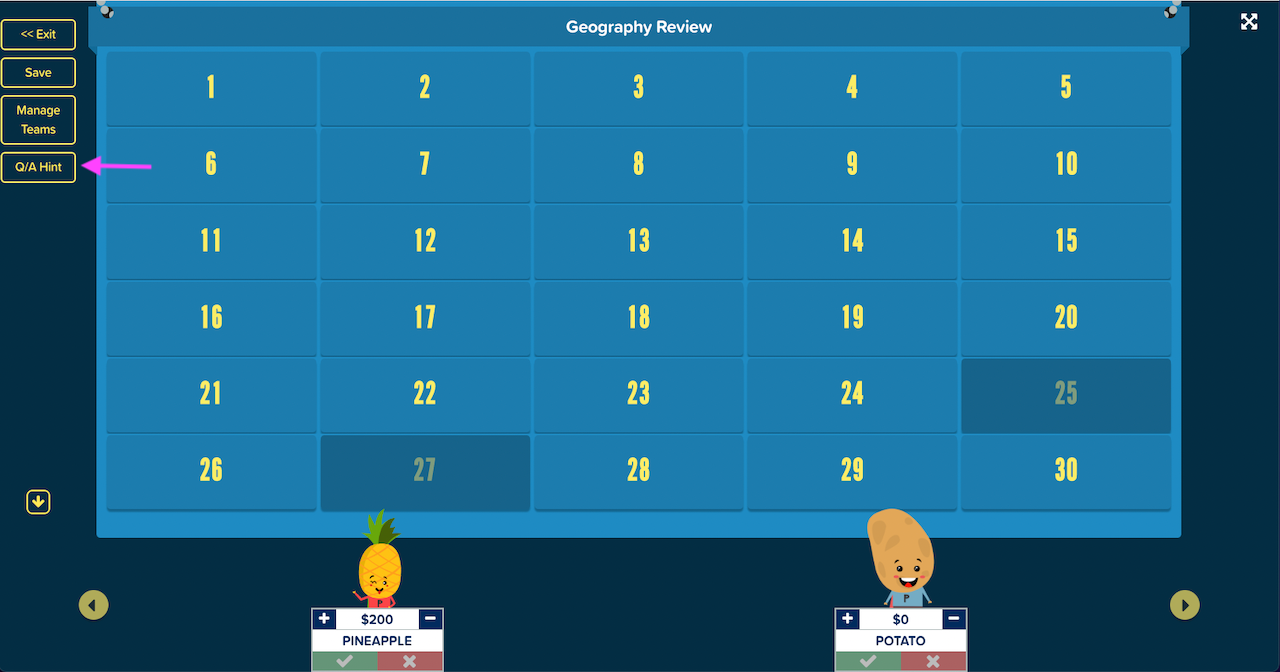 Geography Review
<< Exit
Save
Manage
Teams
Q/A Hint
1 2 3 4 5
6 7 8 9 10
11 12 13 14 15
16 17 18 19 20
21 22 23 24 25
26 27 28 29 30
P P
+ $200 −
PINEAPPLE
+ $0 −
POTATO